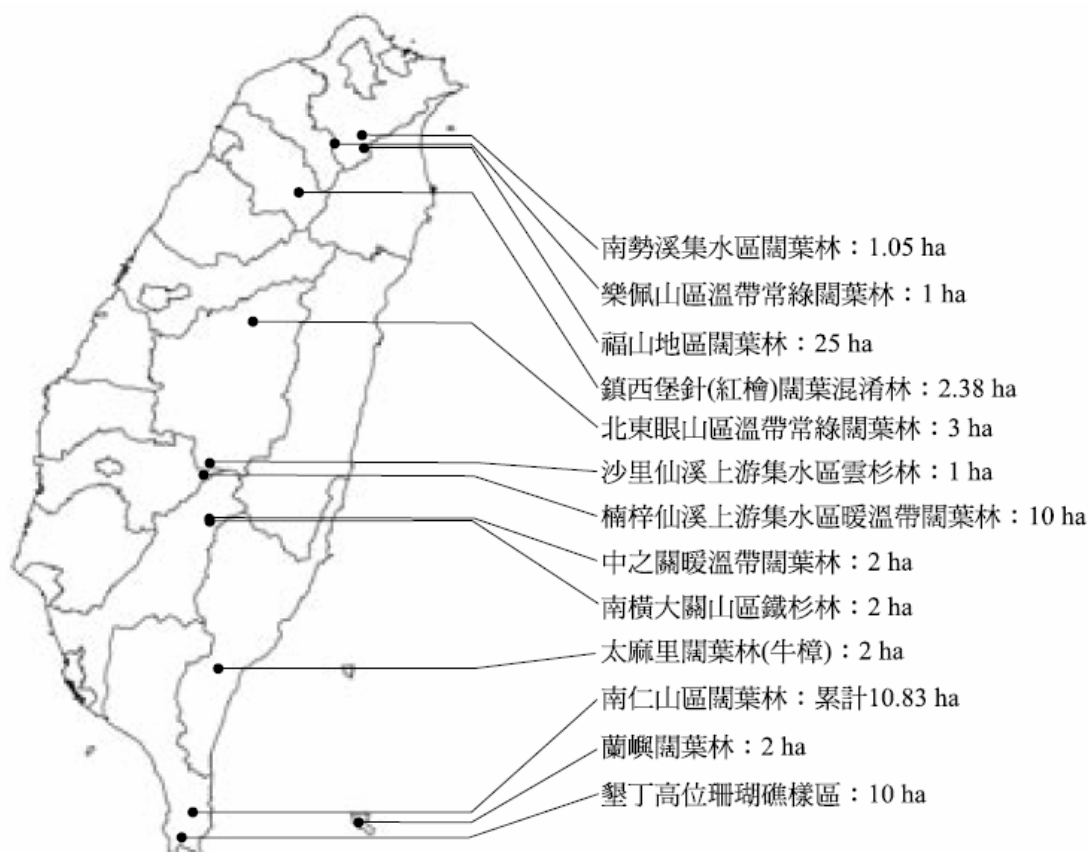 南勢溪集水區闊葉林：1.05 ha
樂佩山區溫帶常綠闊葉林：1 ha
福山地區闊葉林：25 ha
鎮西堡針(紅檜)闊葉混淆林：2.38 ha
北東眼山區溫帶常綠闊葉林：3 ha
沙里仙溪上游集水區雲杉林：1 ha
楠梓仙溪上游集水區暖溫帶闊葉林：10 ha
中之關暖溫帶闊葉林：2 ha
南橫大關山區鐵杉林：2 ha
太麻里闊葉林(牛樟)：2 ha
南仁山區闊葉林：累計10.83 ha
蘭嶼闊葉林：2 ha
墾丁高位珊瑚礁樣區：10 ha